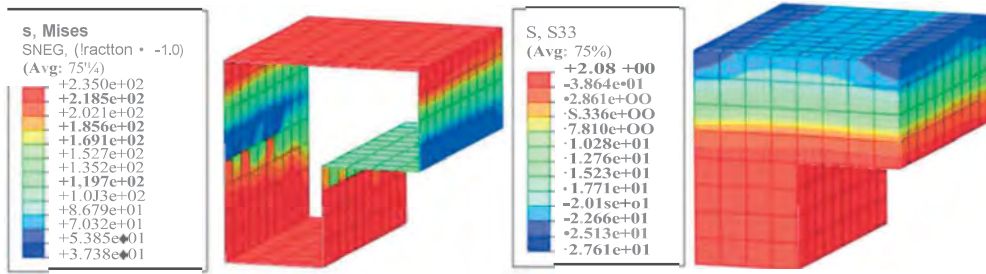 s, Mises
SNEG, (!ractton • -1.0)
(Avg: 75'¼)
+2.350e+02
+2.185e+02
+2.021e+02
+1.856e+02
+1.691e+02
+1.527e+02
+1.352e+02
+1,197e+02
+1.0J3e+02
+8.679e+01
+7.032e+01
+5.385e♦01
+3.738e♦01
S, S33
(Avg: 75%)
+2.08 +00
-3.864e•01
•2.861e+OO
·S.336e+OO
·7.810e+OO
·1.028e+01
·1.276e+01
·1.523e+01
·1.771e+01
-2.01se+o1
-2.266e+01
•2.513e+01
·2.761e+01